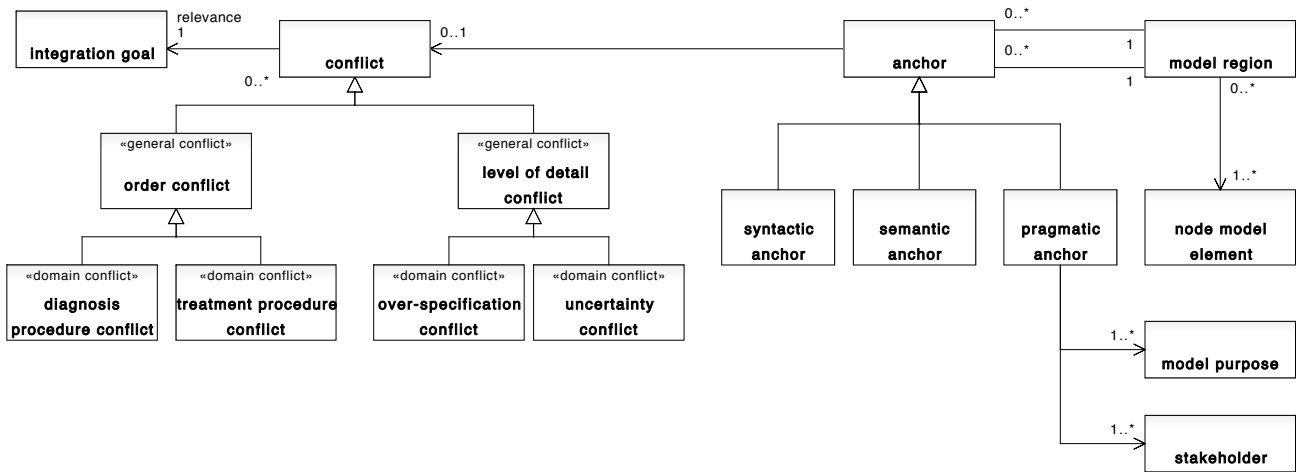 relevance
1
integration goal
0..*
conflict
0..1
anchor
0..*
0..*
1
1
model region
0..*
1..*
«general conflict»
order conflict
«general conflict»
level of detail
conflict
syntactic
anchor
semantic
anchor
pragmatic
anchor
node model
element
«domain conflict»
diagnosis
procedure conflict
«domain conflict»
treatment procedure
conflict
«domain conflict»
over-specification
conflict
«domain conflict»
uncertainty
conflict
1..*
model purpose
1..*
stakeholder